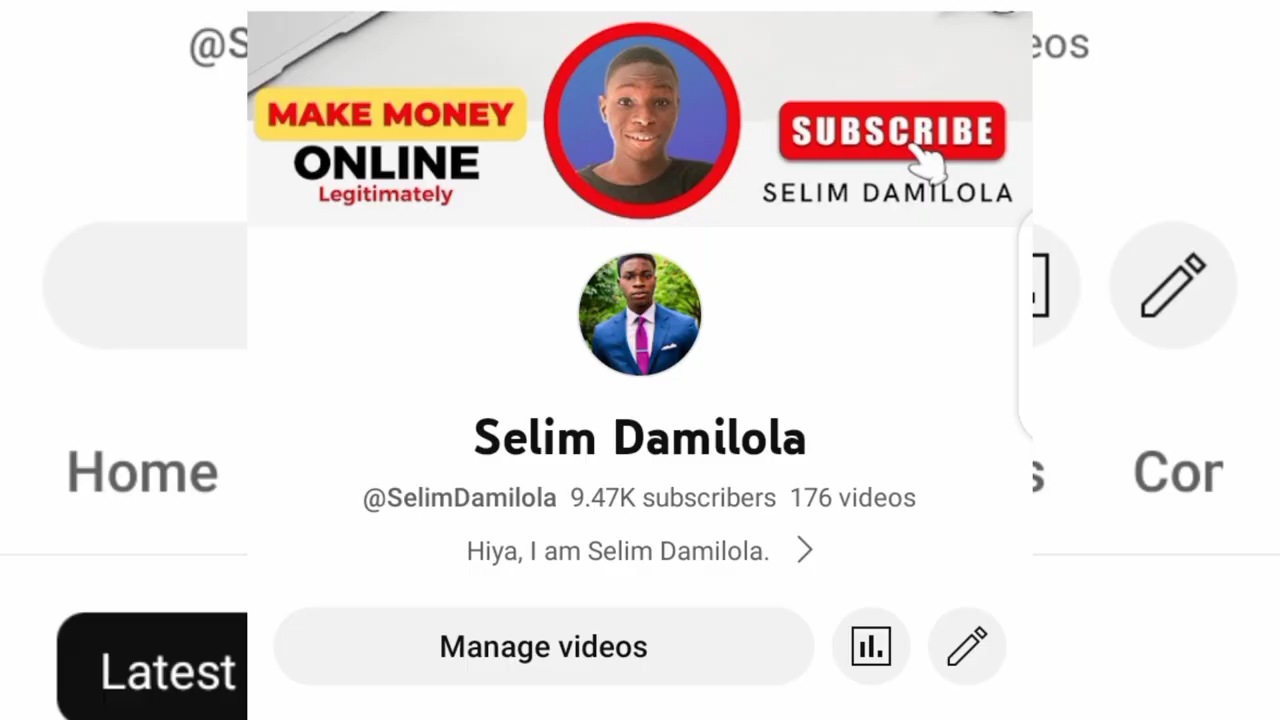 @S
eos
MAKE MONEY
ONLINE
Legitimately
SUBSCRIBE
SELIM DAMILOLA
Selim Damilola
@SelimDamilola 9.47K subscribers 176 videos
Hiya, I am Selim Damilola.
Home
s
Cor
Manage videos
Latest